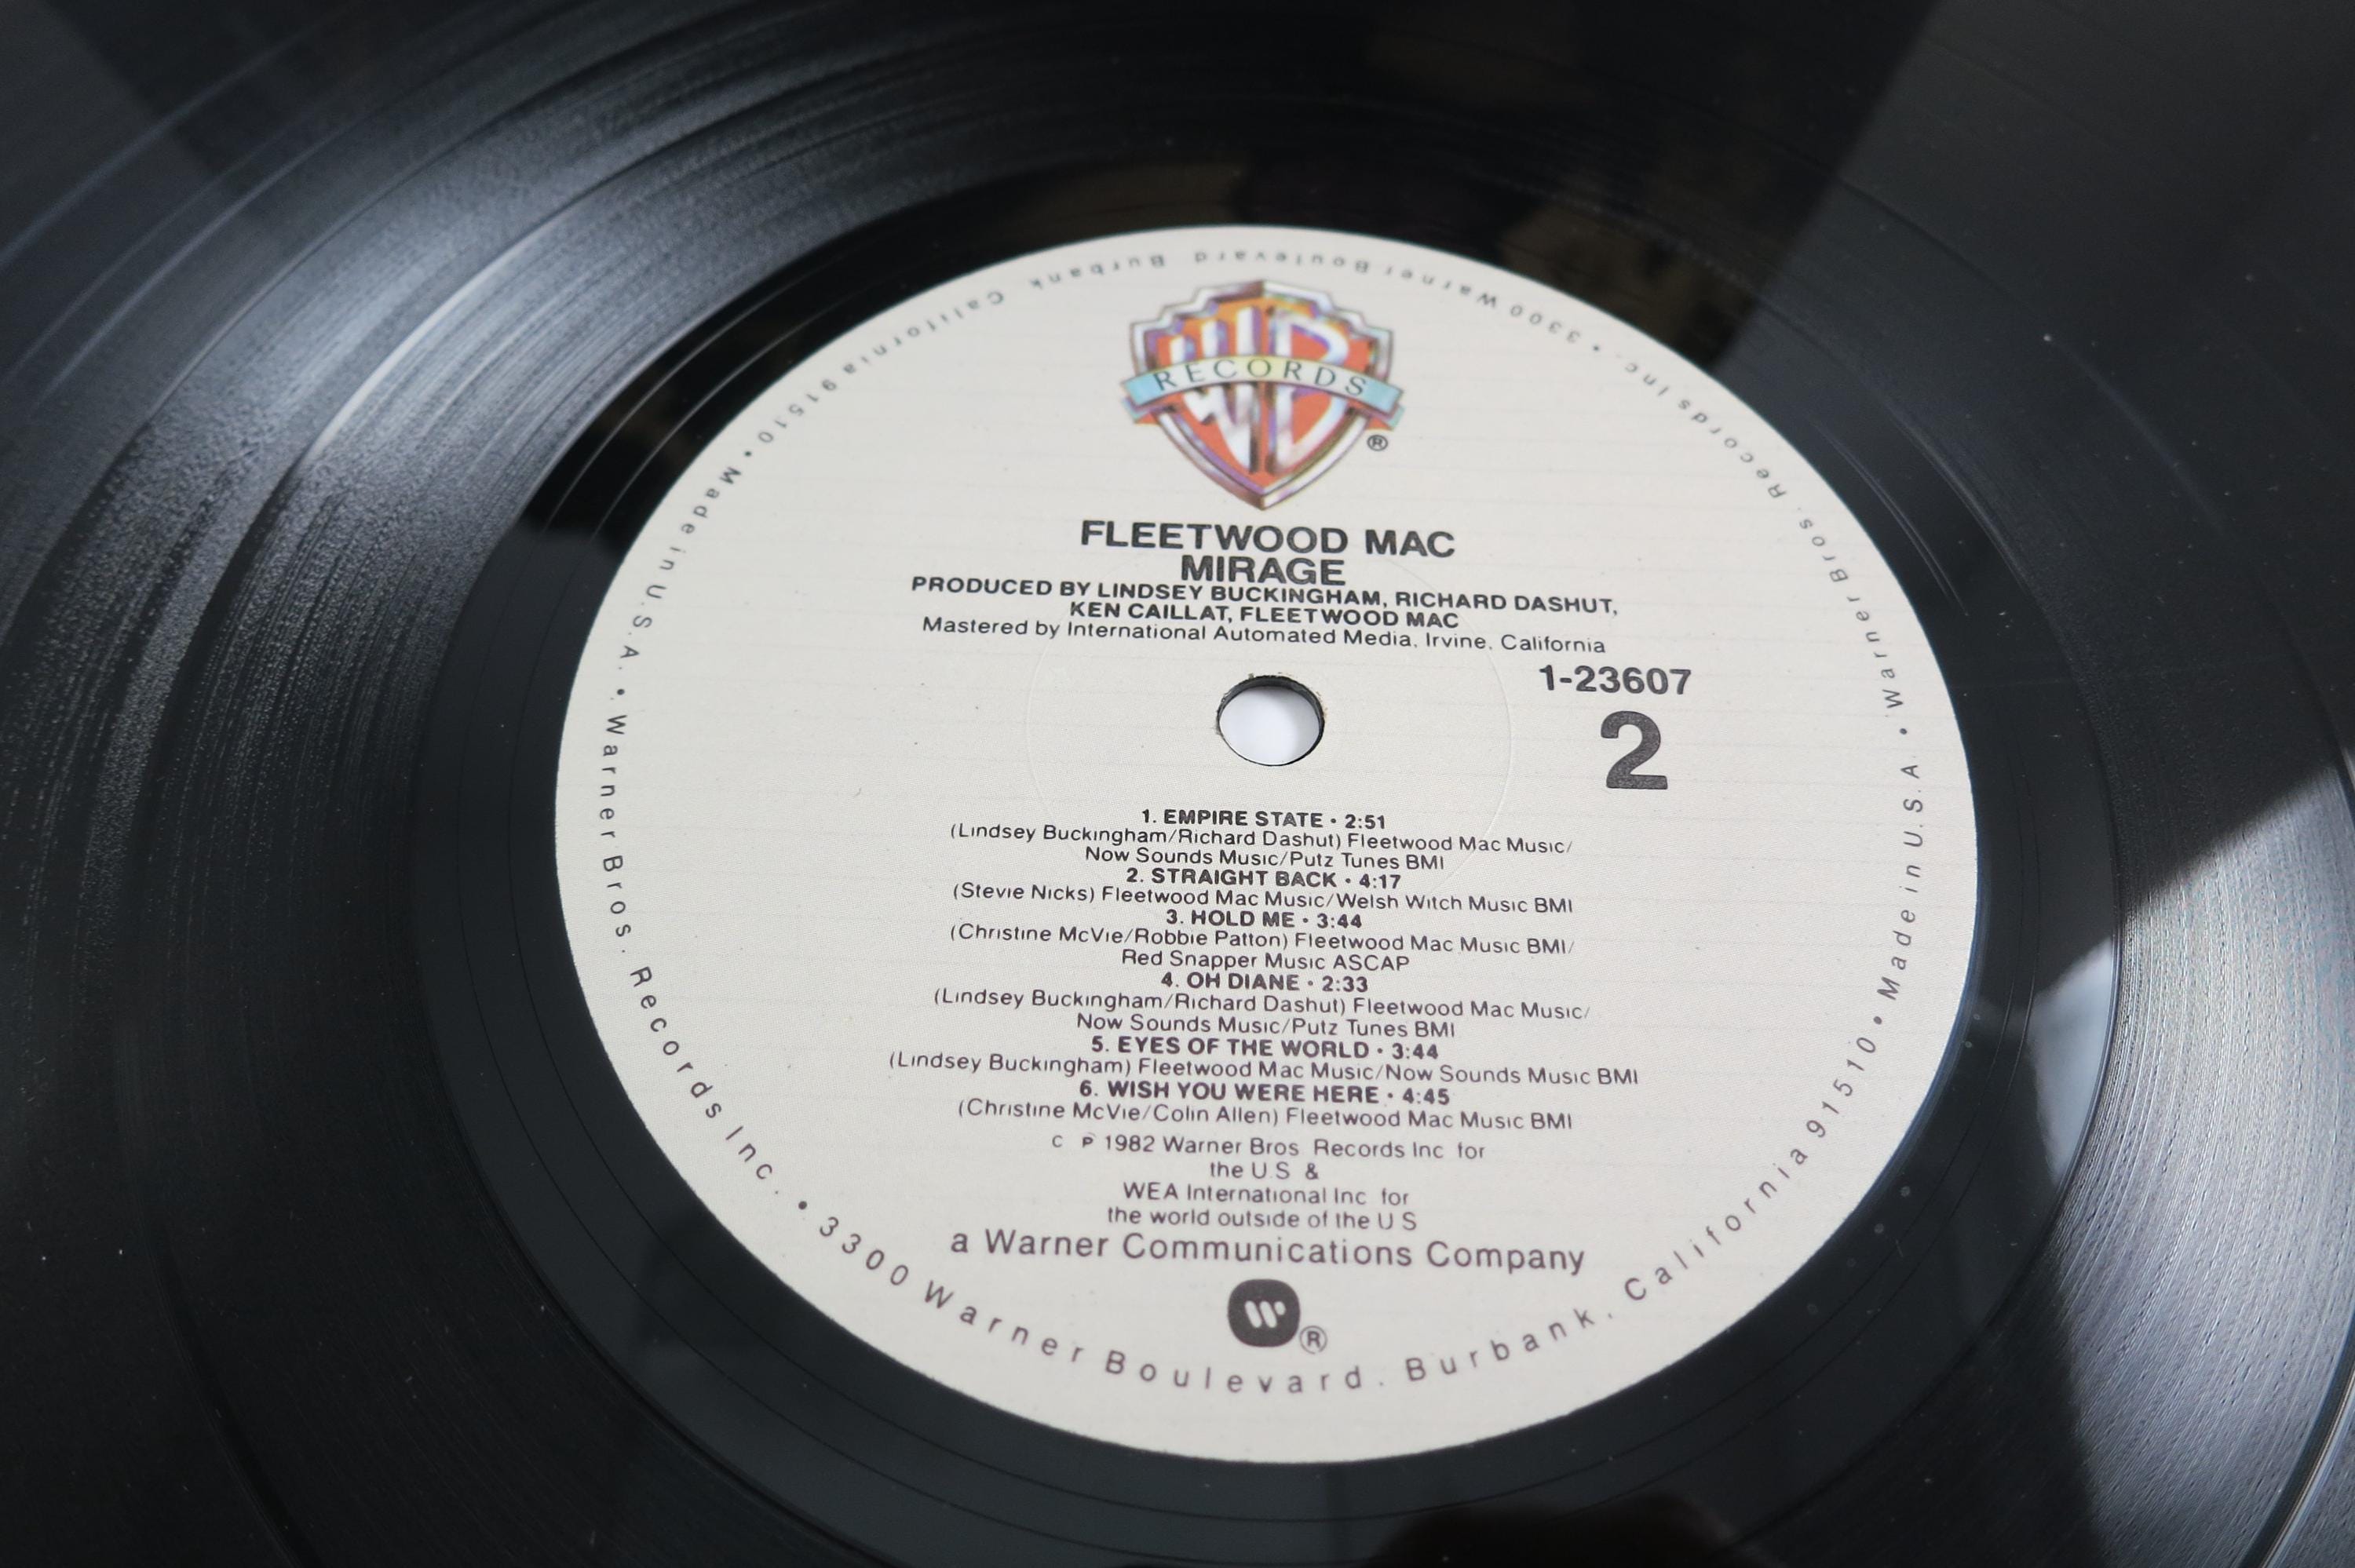 WB
RECORDS
®
FLEETWOOD MAC
MIRAGE
PRODUCED BY LINDSEY BUCKINGHAM, RICHARD DASHUT,
KEN CAILLAT, FLEETWOOD MAC
Mastered by International Automated Media, Irvine, California
1-23607
2
1. EMPIRE STATE • 2:51
(Lindsey Buckingham/Richard Dashut) Fleetwood Mac Music/
Now Sounds Music/Putz Tunes BMI
2. STRAIGHT BACK • 4:17
(Stevie Nicks) Fleetwood Mac Music/Welsh Witch Music BMI
3. HOLD ME • 3:44
(Christine McVie/Robbie Patton) Fleetwood Mac Music BMI/
Red Snapper Music ASCAP
4. OH DIANE • 2:33
(Lindsey Buckingham/Richard Dashut) Fleetwood Mac Music/
Now Sounds Music/Putz Tunes BMI
5. EYES OF THE WORLD • 3:44
(Lindsey Buckingham) Fleetwood Mac Music/Now Sounds Music BMI
6. WISH YOU WERE HERE • 4:45
(Christine McVie/Colin Allen) Fleetwood Mac Music BMI
C P 1982 Warner Bros Records Inc for
the U S &
WEA International Inc for
the world outside of the U S
a Warner Communications Company
W ®
• Warner Bros. Records Inc. • 3300 Warner Boulevard. Burbank. California 91510 • Made in U.S.A. • Warner Bros. Records Inc. • 3300 Warner Boulevard Burbank California 91510 • Made in U.S.A.